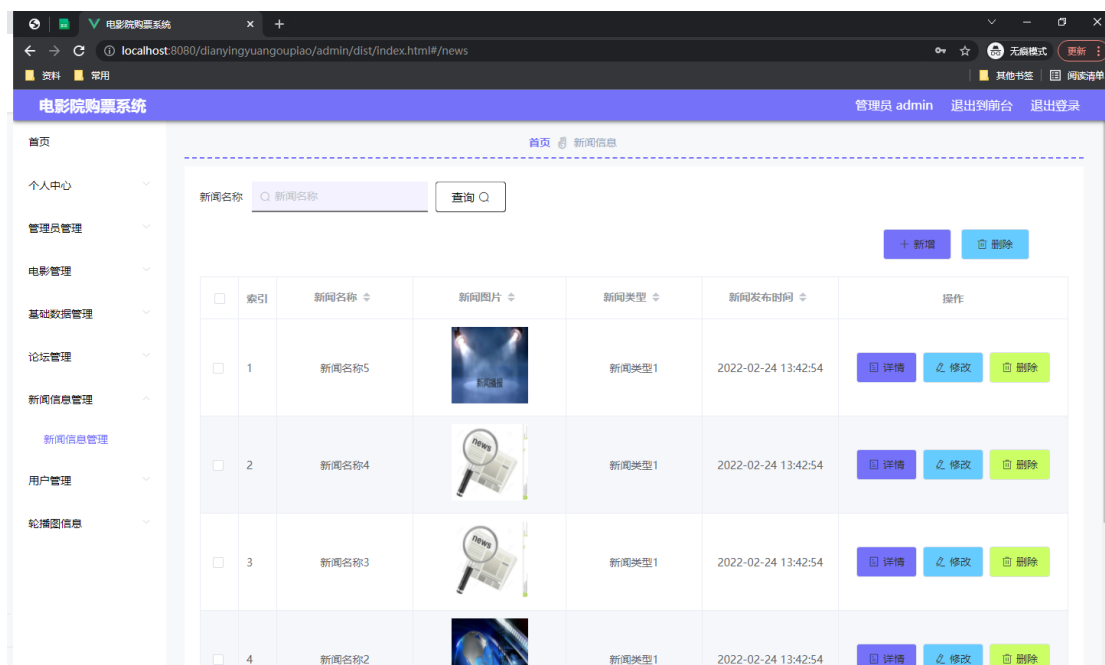 电影院购票系统
localhost:8080/dianyingyuangoupiao/admin/dist/index.html#/news
无痕模式
更新
资料 常用
其他书签 阅读清单
电影院购票系统
管理员 admin 退出到前台 退出登录
首页
个人中心
管理员管理
电影管理
基础数据管理
论坛管理
新闻信息管理
新闻信息管理
用户管理
轮播图信息
首页 新闻信息
新闻名称 新闻名称 查询
+ 新增 删除
索引 新闻名称 新闻图片 新闻类型 新闻发布时间 操作
1 新闻名称5 新闻播报 新闻类型1 2022-02-24 13:42:54 详情 修改 删除
2 新闻名称4 news 新闻类型1 2022-02-24 13:42:54 详情 修改 删除
3 新闻名称3 news 新闻类型1 2022-02-24 13:42:54 详情 修改 删除
4 新闻名称2 新闻类型1 2022-02-24 13:42:54 详情 修改 删除